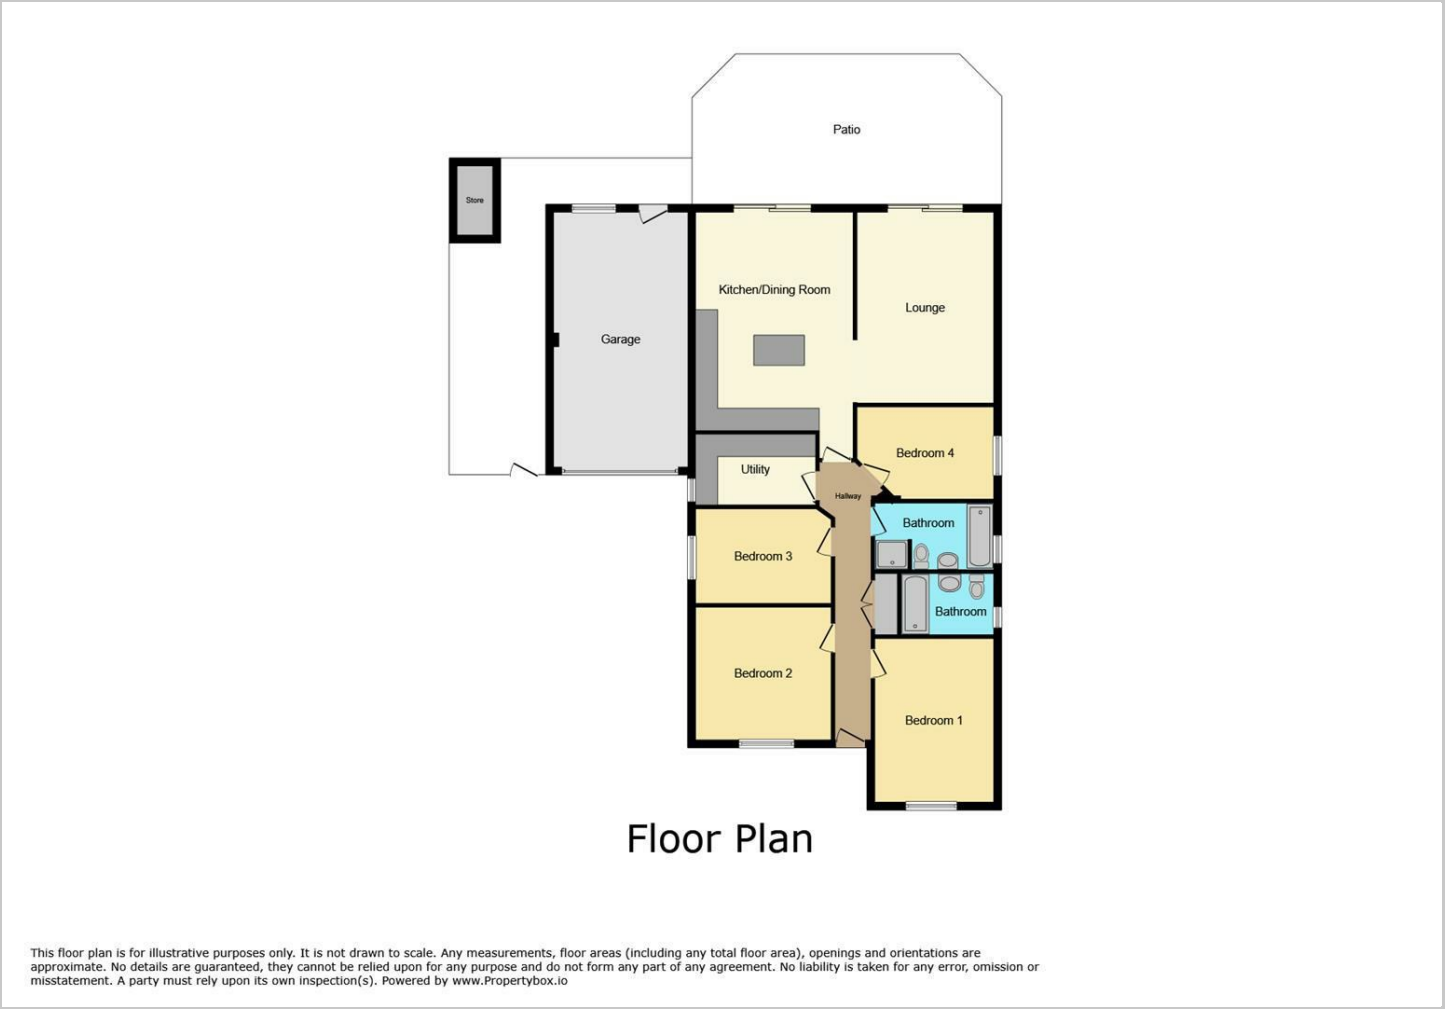 Patio
Store
Kitchen/Dining Room
Lounge
Garage
Bedroom 4
Utility
Hallway
Bathroom
Bedroom 3
Bathroom
Bedroom 2
Bedroom 1
Floor Plan
This floor plan is for illustrative purposes only. It is not drawn to scale. Any measurements, floor areas (including any total floor area), openings and orientations are
approximate. No details are guaranteed, they cannot be relied upon for any purpose and do not form any part of any agreement. No liability is taken for any error, omission or
misstatement. A party must rely upon its own inspection(s). Powered by www.Propertybox.io